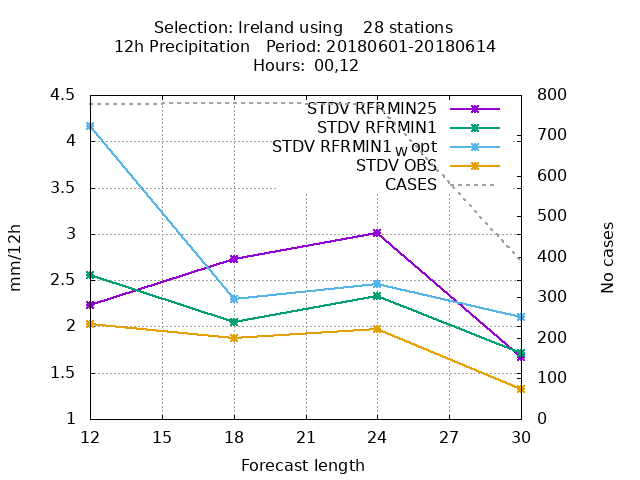 Selection: Ireland using    28 stations
12h Precipitation   Period: 20180601-20180614
Hours:  00,12
4.5
4
3.5
3
2.5
2
1.5
1
mm/12h
STDV RFRMIN25
STDV RFRMIN1
STDV RFRMIN1_w opt
STDV OBS
CASES
800
700
600
500
400
300
200
100
0
No cases
12 15 18 21 24 27 30
Forecast length